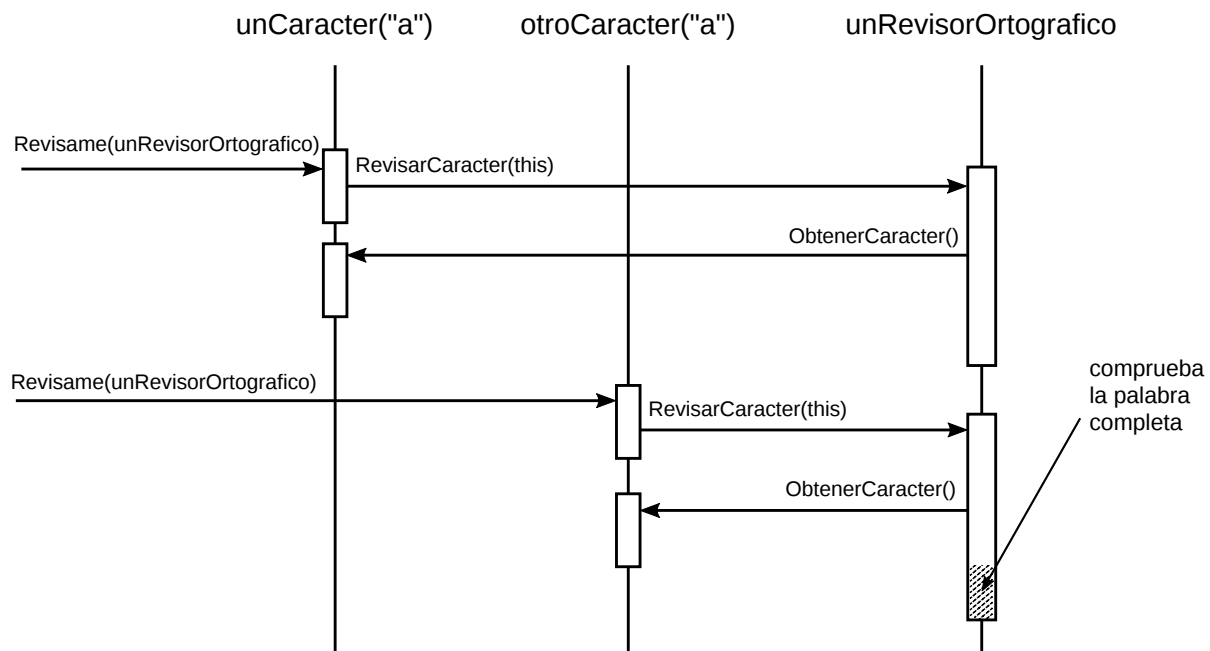 unCaracter("a") otroCaracter("a") unRevisorOrtografico
Revisame(unRevisorOrtografico)
RevisarCaracter(this)
ObtenerCaracter()
Revisame(unRevisorOrtografico)
RevisarCaracter(this)
ObtenerCaracter()
comprueba
la palabra
completa